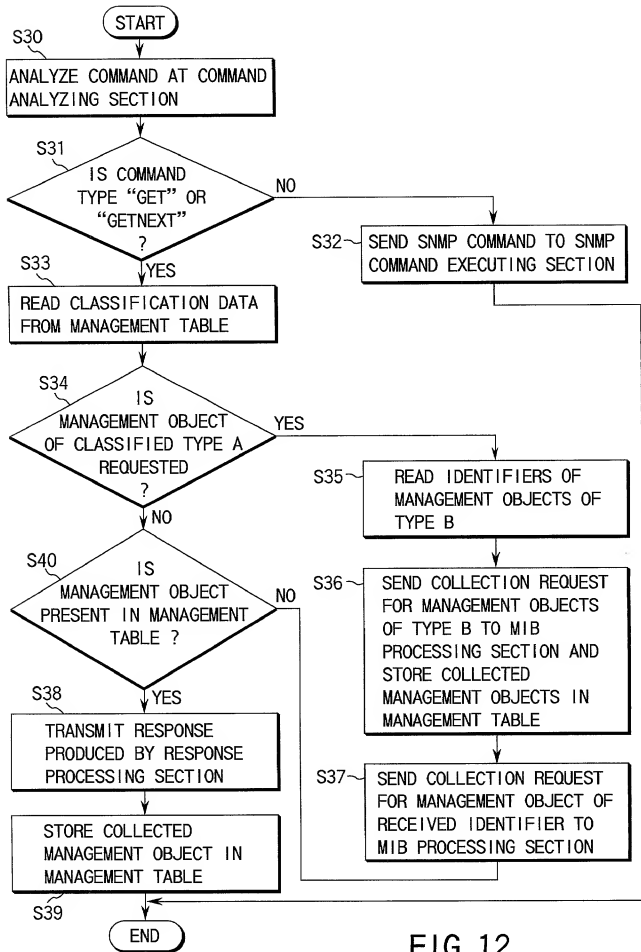 START
S30
ANALYZE COMMAND AT COMMAND
ANALYZING SECTION
S31
IS COMMAND
TYPE “GET” OR
“GETNEXT”
?
NO
YES
S32
SEND SNMP COMMAND TO SNMP
COMMAND EXECUTING SECTION
S33
READ CLASSIFICATION DATA
FROM MANAGEMENT TABLE
S34
IS
MANAGEMENT OBJECT
OF CLASSIFIED TYPE A
REQUESTED
?
YES
NO
S35
READ IDENTIFIERS OF
MANAGEMENT OBJECTS OF
TYPE B
S40
IS
MANAGEMENT OBJECT
PRESENT IN MANAGEMENT
TABLE ?
NO
YES
S36
SEND COLLECTION REQUEST
FOR MANAGEMENT OBJECTS
OF TYPE B TO MIB
PROCESSING SECTION AND
STORE COLLECTED
MANAGEMENT OBJECTS IN
MANAGEMENT TABLE
S38
TRANSMIT RESPONSE
PRODUCED BY RESPONSE
PROCESSING SECTION
S37
SEND COLLECTION REQUEST
FOR MANAGEMENT OBJECT OF
RECEIVED IDENTIFIER TO
MIB PROCESSING SECTION
STORE COLLECTED
MANAGEMENT OBJECT IN
MANAGEMENT TABLE
S39
END
FIG. 12